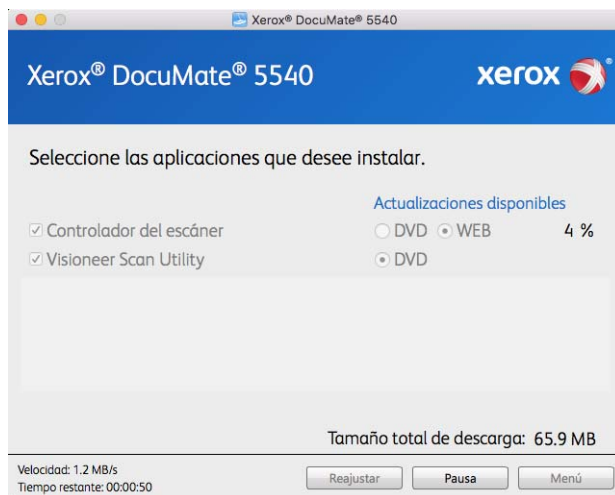 Xerox® DocuMate® 5540
Xerox® DocuMate® 5540
xerox ®
Seleccione las aplicaciones que desee instalar.
Actualizaciones disponibles
Controlador del escáner DVD WEB 4 %
Visioneer Scan Utility DVD
Tamaño total de descarga: 65.9 MB
Velocidad: 1.2 MB/s
Tiempo restante: 00:00:50
Reajustar Pausa Menú